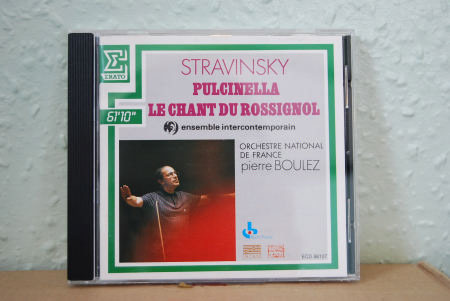 ERATO
STRAVINSKY
PULCINELLA
LE CHANT DU ROSSIGNOL
61'10"
ensemble intercontemporain
ORCHESTRE NATIONAL
DE FRANCE
pierre BOULEZ